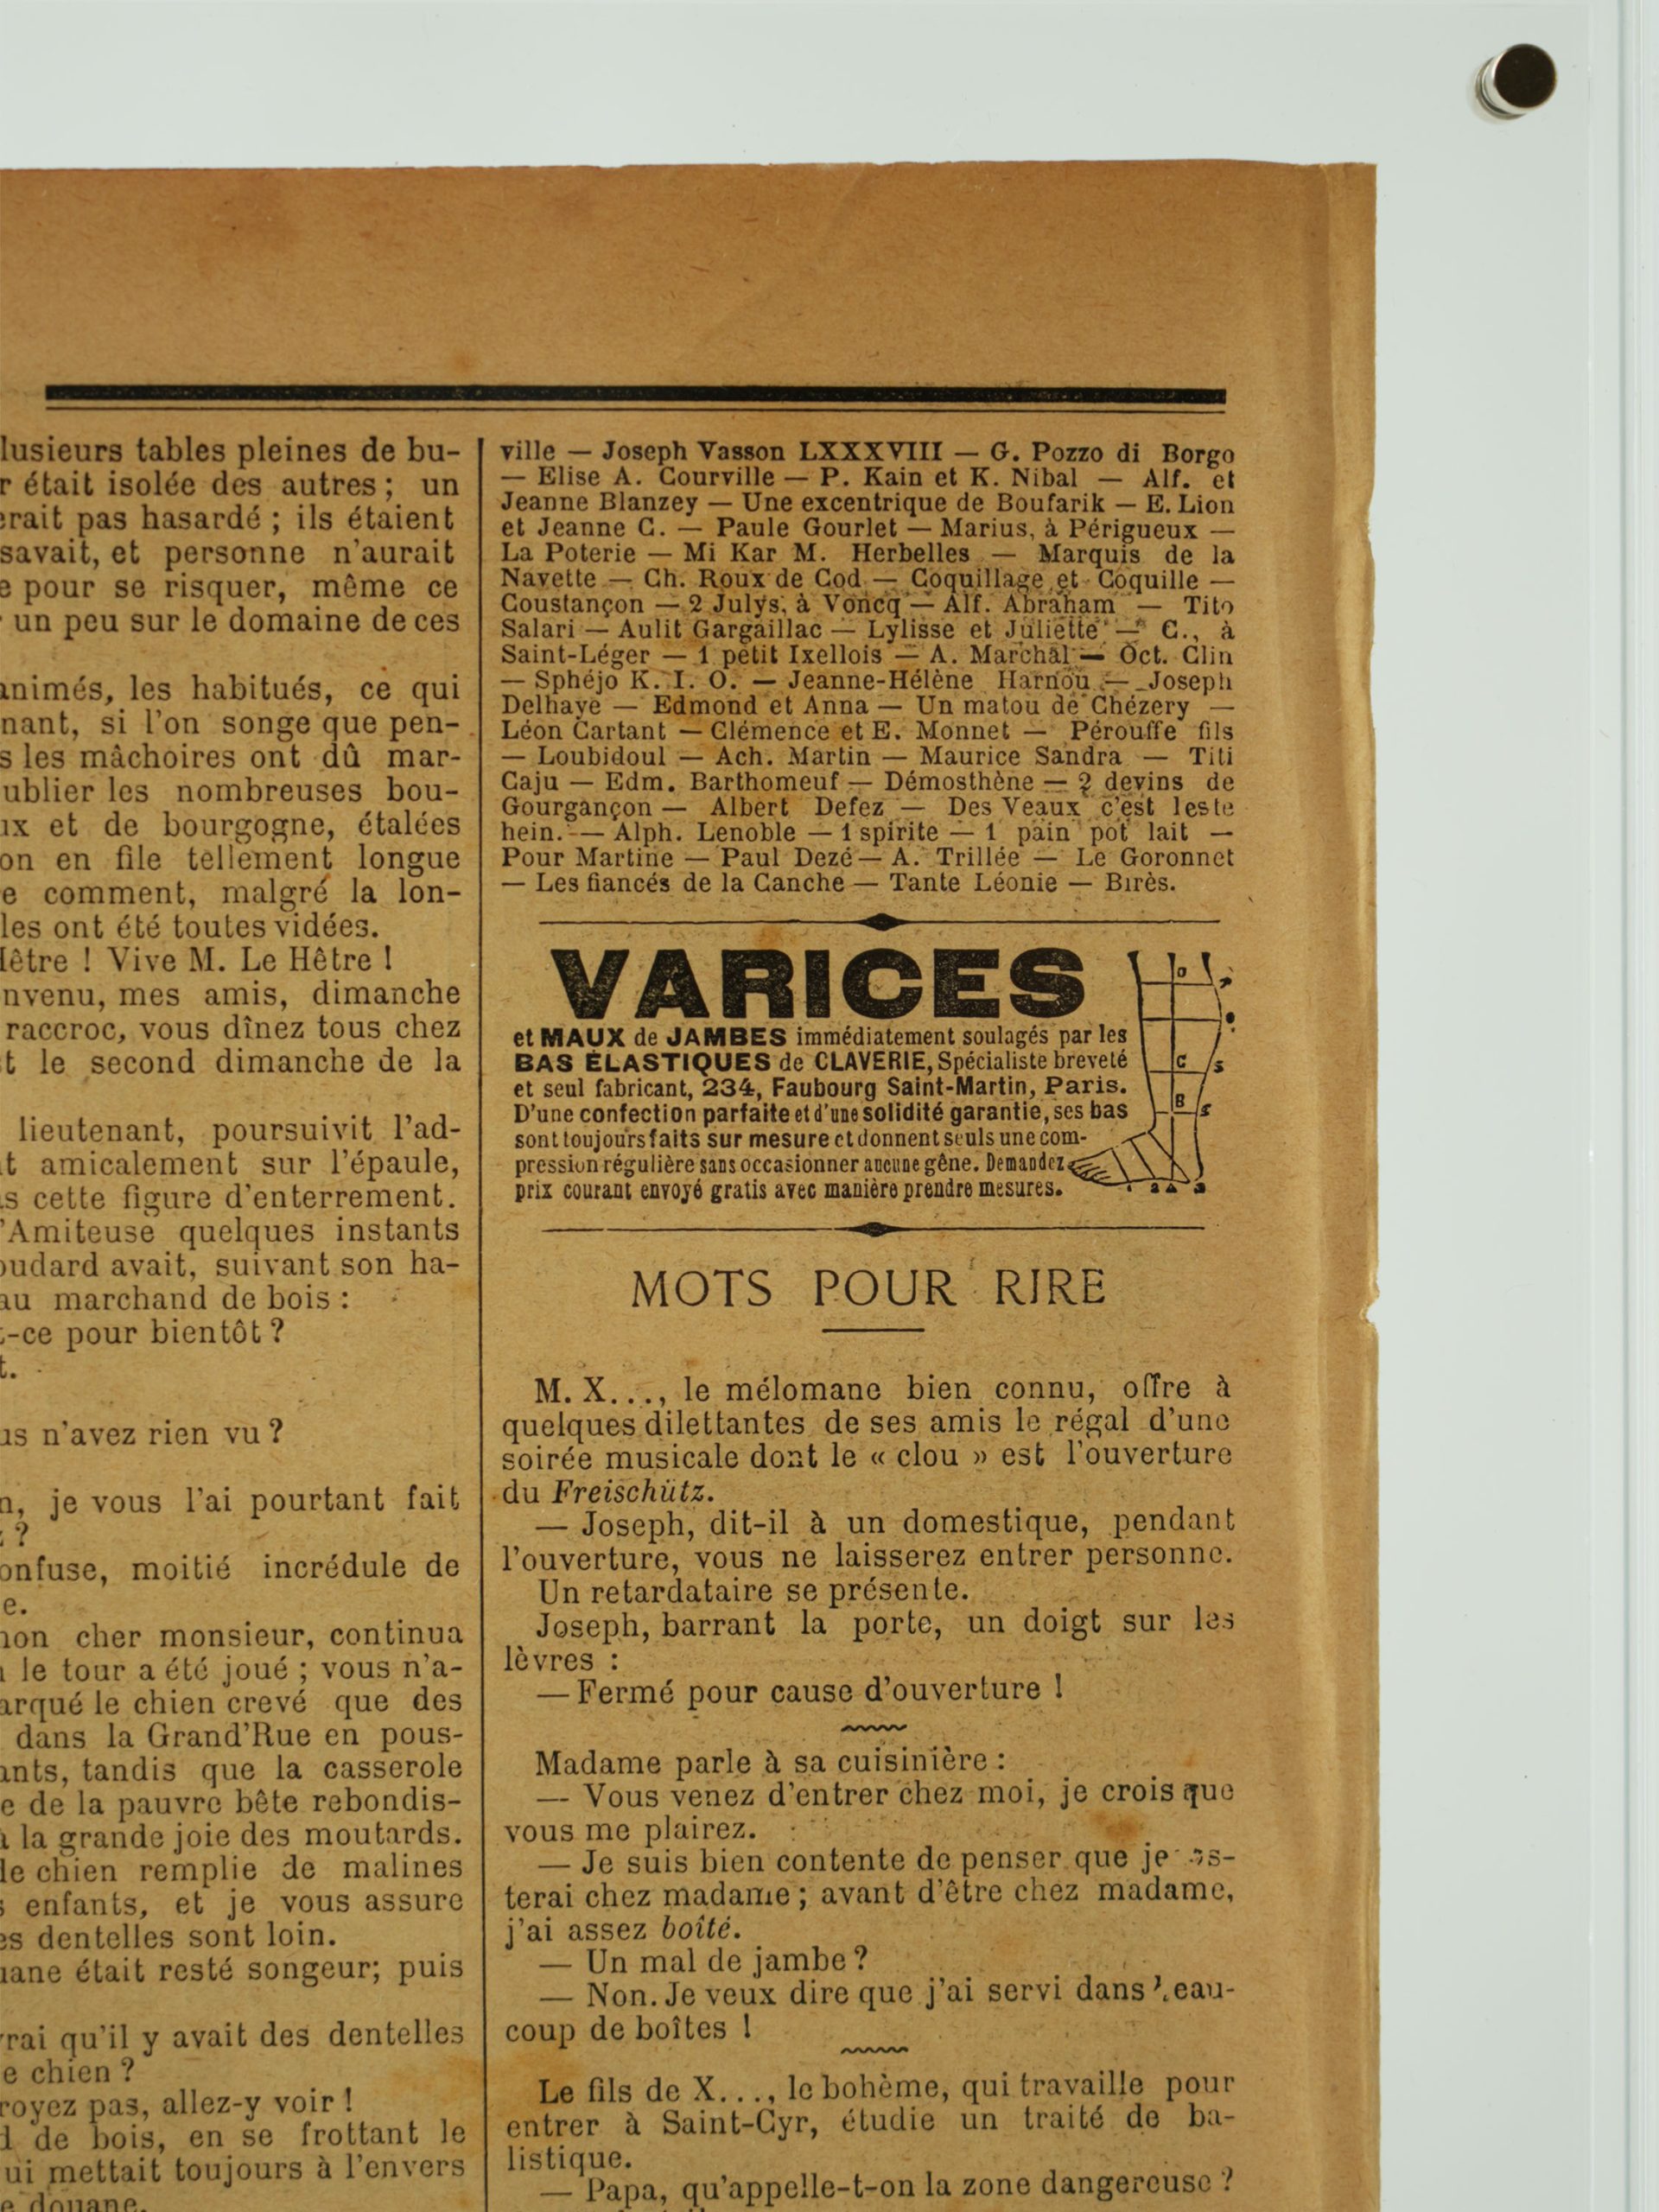 lusieurs tables pleines de bu-
r était isolée des autres ; un
erait pas hasardé ; ils étaient
savait, et personne n'aurait
e pour se risquer, même ce
un peu sur le domaine de ces
animés, les habitués, ce qui
nant, si l'on songe que pen-
s les mâchoires ont dû mar-
ublier les nombreuses bou-
ux et de bourgogne, étalées
on en file tellement longue
e comment, malgré la lon-
les ont été toutes vidées.
Hêtre ! Vive M. Le Hêtre !
nvenu, mes amis, dimanche
raccroc, vous dînez tous chez
t le second dimanche de la
lieutenant, poursuivit l'ad-
t amicalement sur l'épaule,
s cette figure d'enterrement.
'Amiteuse quelques instants
oudard avait, suivant son ha-
au marchand de bois :
-ce pour bientôt ?
t.
us n'avez rien vu ?
n, je vous l'ai pourtant fait
z ?
onfuse, moitié incrédule de
e.
non cher monsieur, continua
le tour a été joué ; vous n'a-
arqué le chien crevé que des
dans la Grand'Rue en pous-
ants, tandis que la casserole
e de la pauvre bête rebondis-
à la grande joie des moutards.
de chien remplie de malines
s enfants, et je vous assure
es dentelles sont loin.
uane était resté songeur; puis
vrai qu'il y avait des dentelles
e chien ?
royez pas, allez-y voir !
d de bois, en se frottant le
ui mettait toujours à l'envers
e douane.
ville — Joseph Vasson LXXXVIII — G. Pozzo di Borgo
— Elise A. Courville — P. Kain et K. Nibal — Alf. et
Jeanne Blanzey — Une excentrique de Boufarik — E. Lion
et Jeanne C. — Paule Gourlet — Marius, à Périgueux —
La Poterie — Mi Kar M. Herbelles — Marquis de la
Navette — Ch. Roux de Cod — Coquillage et Coquille —
Coustançon — 2 Julys, à Voncq — Alf. Abraham — Tito
Salari — Aulit Gargaillac — Lylisse et Juliette — C., à
Saint-Léger — 1 petit Ixellois — A. Marchal — Oct. Clin
— Sphéjo K. I. O. — Jeanne-Hélène Harnou — Joseph
Delhaye — Edmond et Anna — Un matou de Chézery —
Léon Cartant — Clémence et E. Monnet — Pérouffe fils
— Loubidoul — Ach. Martin — Maurice Sandra — Titi
Caju — Edm. Barthomeuf — Démosthène — 2 devins de
Gourgançon — Albert Defez — Des Veaux c'est leste
hein. — Alph. Lenoble — 1 spirite — 1 pain pot lait —
Pour Martine — Paul Dezé — A. Trillée — Le Goronnet
— Les fiancés de la Canche — Tante Léonie — Birès.
VARICES
et MAUX de JAMBES immédiatement soulagés par les
BAS ÉLASTIQUES de CLAVERIE, Spécialiste breveté
et seul fabricant, 234, Faubourg Saint-Martin, Paris.
D'une confection parfaite et d'une solidité garantie, ses bas
sont toujours faits sur mesure et donnent seuls une com-
pression régulière sans occasionner aucune gêne. Demandez
prix courant envoyé gratis avec manière prendre mesures.
C
S
B
S
MOTS POUR RIRE
M. X..., le mélomane bien connu, offre à
quelques dilettantes de ses amis le régal d'une
soirée musicale dont le « clou » est l'ouverture
du Freischütz.
— Joseph, dit-il à un domestique, pendant
l'ouverture, vous ne laisserez entrer personne.
Un retardataire se présente.
Joseph, barrant la porte, un doigt sur les
lèvres :
— Fermé pour cause d'ouverture !
Madame parle à sa cuisinière :
— Vous venez d'entrer chez moi, je crois que
vous me plairez.
— Je suis bien contente de penser que je es-
terai chez madame ; avant d'être chez madame,
j'ai assez boîté.
— Un mal de jambe ?
— Non. Je veux dire que j'ai servi dans beau-
coup de boîtes !
Le fils de X..., le bohème, qui travaille pour
entrer à Saint-Cyr, étudie un traité de ba-
listique.
— Papa, qu'appelle-t-on la zone dangereuse ?